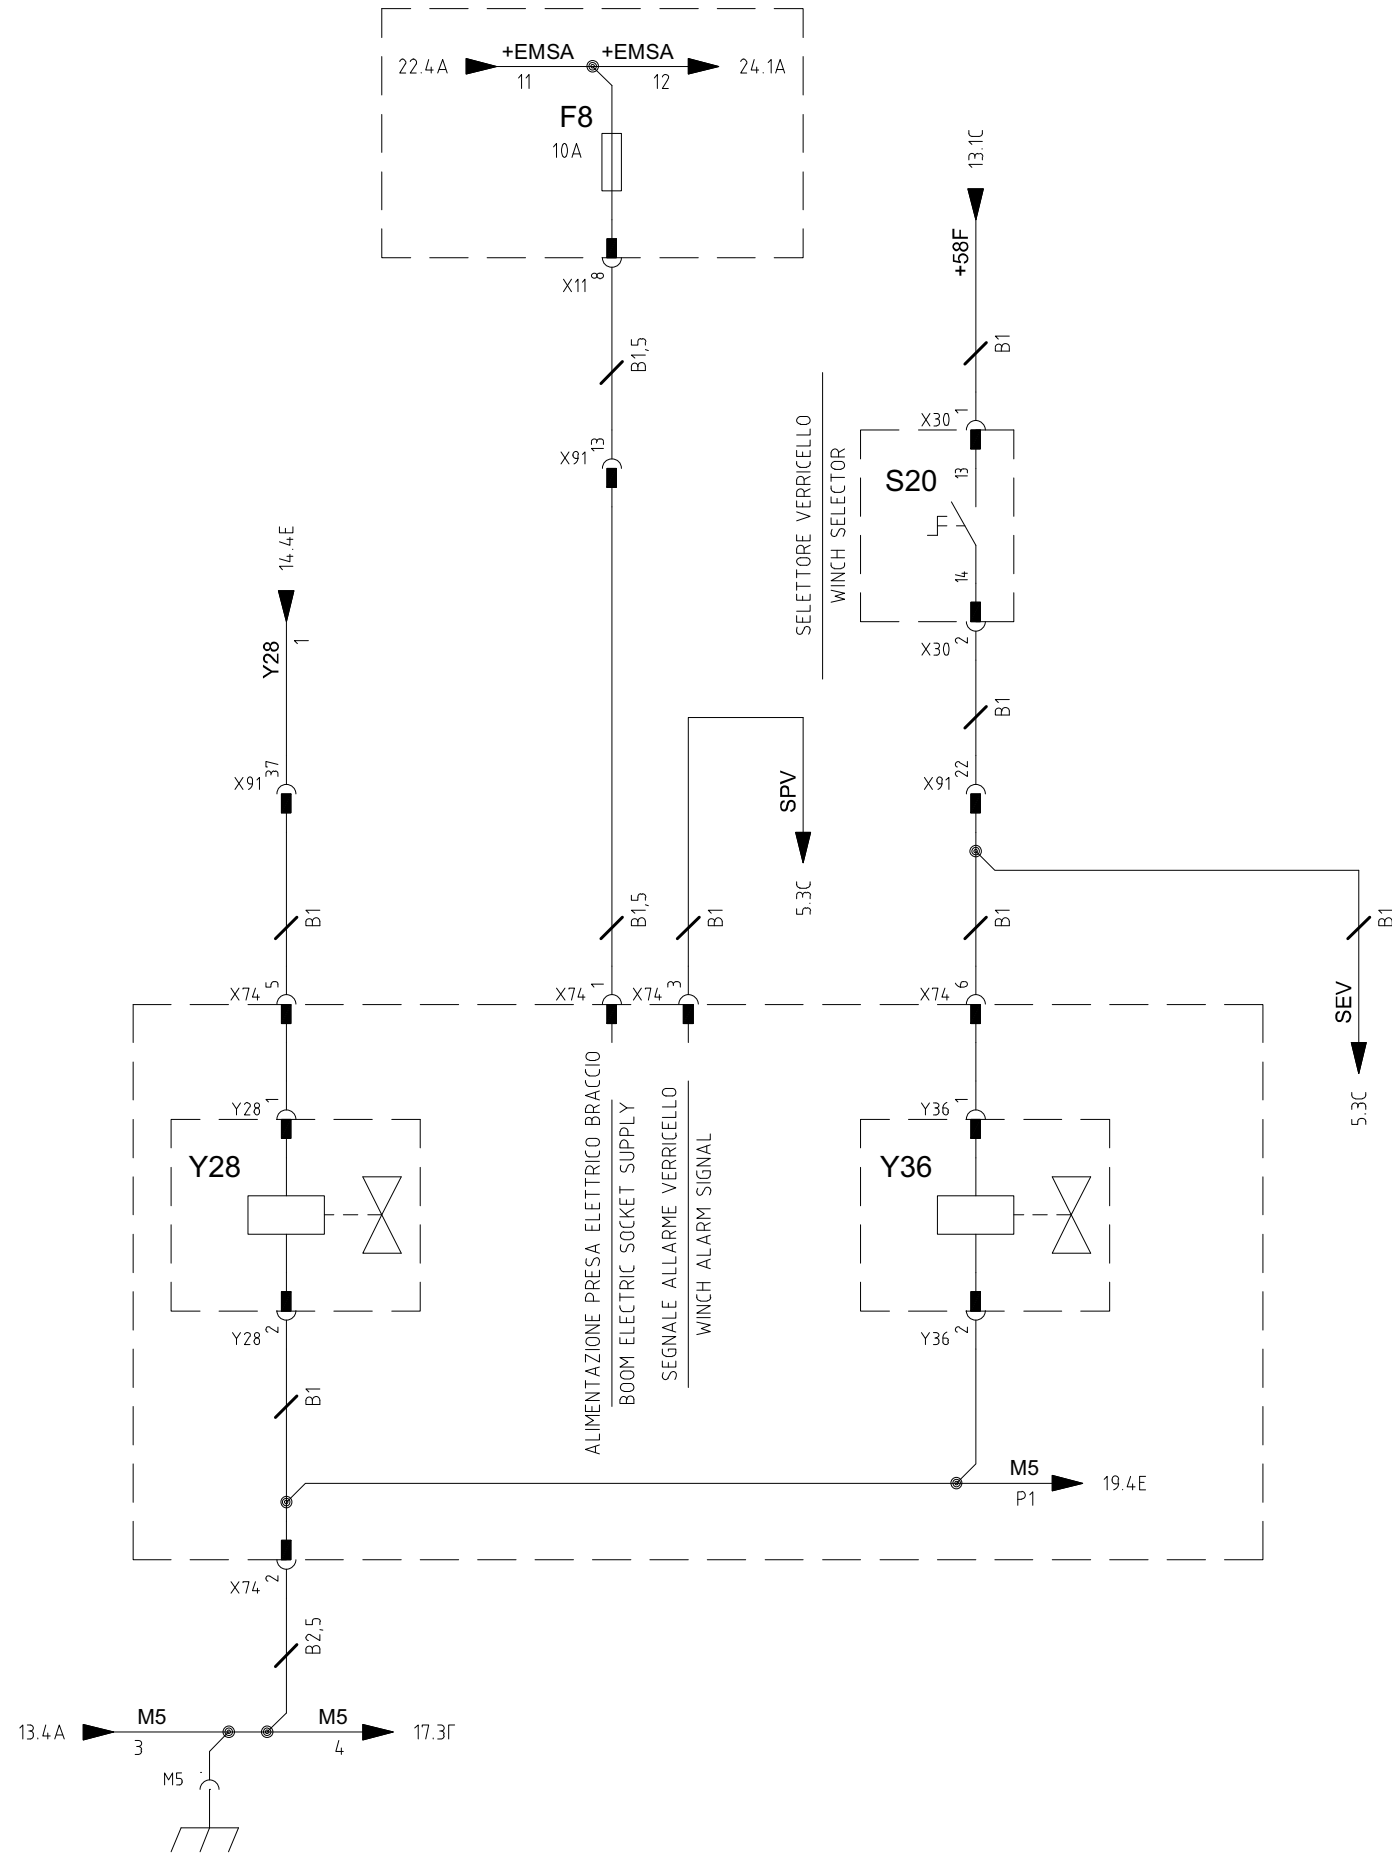 22.4A
+EMSA
+EMSA
24.1A
11
12
F8
10A
X11
8
B1,5
X91
13
13.1C
+58F
B1
X30
1
SELETTORE VERRICELLO
WINCH SELECTOR
S20
13
14
X30
2
B1
X91
22
14.4E
Y28
1
X91
37
SPV
5.3C
B1
B1,5
B1
B1
B1
SEV
5.3C
X74
5
X74
1
X74
3
X74
6
Y28
1
Y28
Y28
2
B1
ALIMENTAZIONE PRESA ELETTRICO BRACCIO
BOOM ELECTRIC SOCKET SUPPLY
SEGNALE ALLARME VERRICELLO
WINCH ALARM SIGNAL
Y36
1
Y36
Y36
2
M5
P1
19.4E
X74
2
B2,5
13.4A
M5
3
M5
4
17.3F
M5